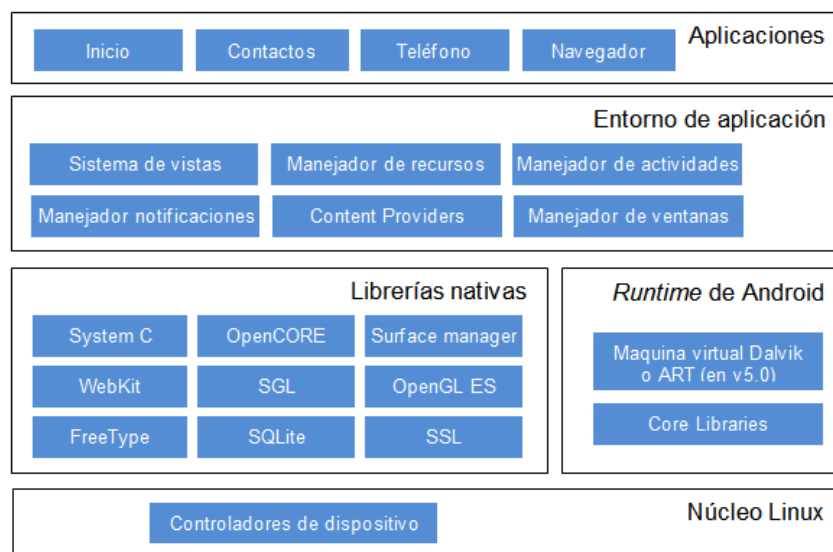 Aplicaciones
Inicio
Contactos
Teléfono
Navegador
Entorno de aplicación
Sistema de vistas
Manejador de recursos
Manejador de actividades
Manejador notificaciones
Content Providers
Manejador de ventanas
Librerías nativas
System C
OpenCORE
Surface manager
WebKit
SGL
OpenGL ES
FreeType
SQLite
SSL
Runtime de Android
Maquina virtual Dalvik
o ART (en v5.0)
Core Libraries
Núcleo Linux
Controladores de dispositivo